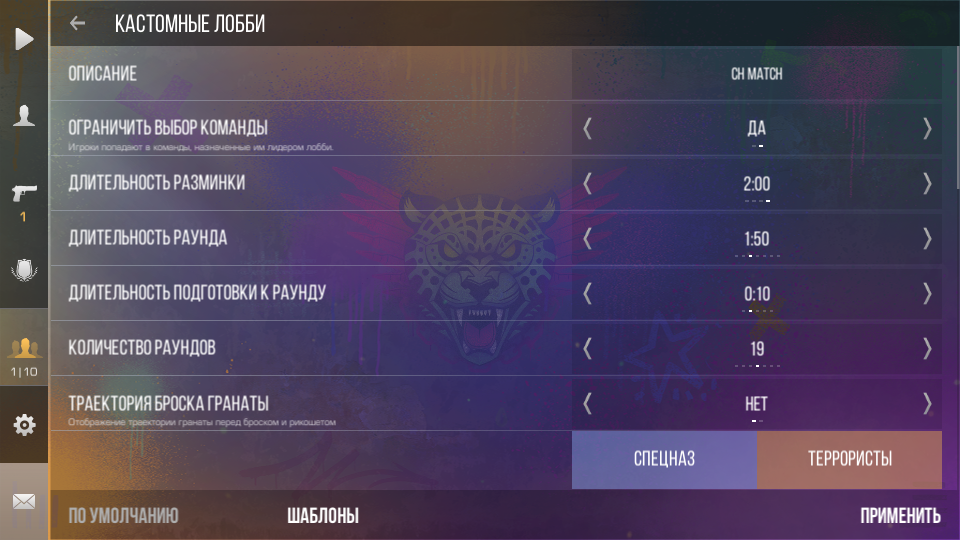 КАСТОМНЫЕ ЛОББИ
ОПИСАНИЕ
CH MATCH
ОГРАНИЧИТЬ ВЫБОР КОМАНДЫ
Игроки попадают в команды, назначенные им лидером лобби.
ДА
ДЛИТЕЛЬНОСТЬ РАЗМИНКИ
2:00
1
ДЛИТЕЛЬНОСТЬ РАУНДА
1:50
ДЛИТЕЛЬНОСТЬ ПОДГОТОВКИ К РАУНДУ
0:10
КОЛИЧЕСТВО РАУНДОВ
19
1|10
ТРАЕКТОРИЯ БРОСКА ГРАНАТЫ
Отображение траектории гранаты перед броском и рикошетом
НЕТ
СПЕЦНАЗ
ТЕРРОРИСТЫ
ПО УМОЛЧАНИЮ
ШАБЛОНЫ
ПРИМЕНИТЬ